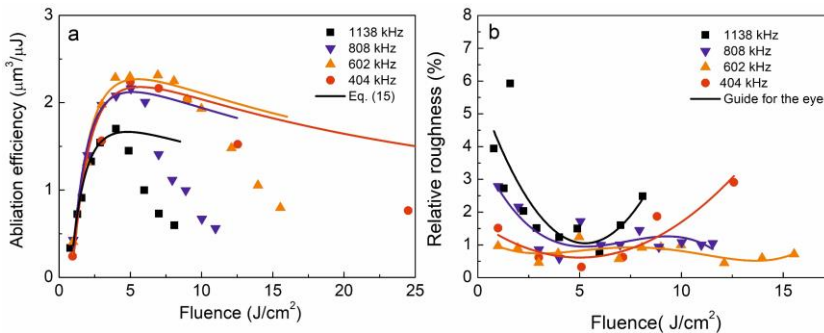 a
1138 kHz
808 kHz
602 kHz
404 kHz
Eq. (15)
Ablation efficiency (μm³/μJ)
3
2
1
0
0 5 10 15 20 25
Fluence (J/cm²)
b
1138 kHz
808 kHz
602 kHz
404 kHz
Guide for the eye
Relative roughness (%)
8
7
6
5
4
3
2
1
0
0 5 10 15
Fluence( J/cm²)